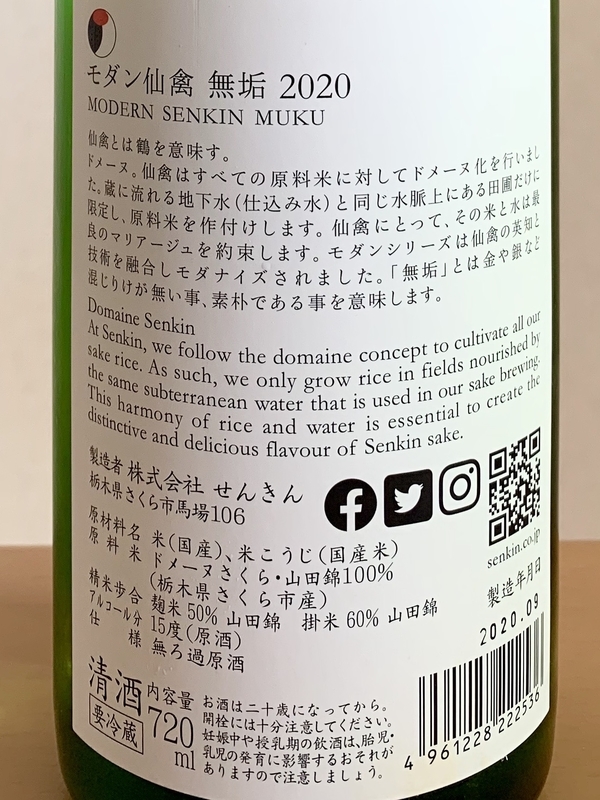 モダン仙禽 無垢 2020
MODERN SENKIN MUKU
仙禽とは鶴を意味す。
ドメーヌ。仙禽はすべての原料米に対してドメーヌ化を行いまし
た。蔵に流れる地下水(仕込み水)と同じ水脈上にある田圃だけに
限定し、原料米を作付けします。仙禽にとって、その米と水は最
良のマリアージュを約束します。モダンシリーズは仙禽の英知と
技術を融合しモダナイズされました。「無垢」とは金や銀など
混じりけが無い事、素朴である事を意味します。
Domaine Senkin
At Senkin, we follow the domaine concept to cultivate all our
sake rice. As such, we only grow rice in fields nourished by
the same subterranean water that is used in our sake brewing.
This harmony of rice and water is essential to create the
distinctive and delicious flavour of Senkin sake.
製造者 株式会社 せんきん
栃木県さくら市馬場106
senkin.co.jp
原材料名 米(国産)、米こうじ(国産米)
原料米 ドメーヌさくら・山田錦100%
(栃木県さくら市産)
精米歩合 麹米50% 山田錦 掛米60% 山田錦
アルコール分 15度(原酒)
仕様 無ろ過原酒
製造年月日
2020.09
清酒
要冷蔵
内容量
720
ml
お酒は二十歳になってから。
開栓には十分注意してください。
妊娠中や授乳期の飲酒は、胎児・
乳児の発育に影響するおそれが
ありますので注意しましょう。
4 961228 222536